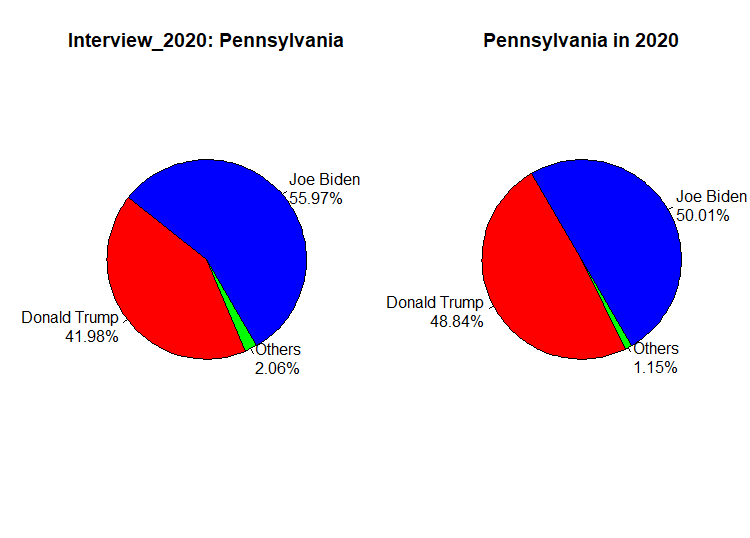 Interview_2020: Pennsylvania
Joe Biden
55.97%
Donald Trump
41.98%
Others
2.06%
Pennsylvania in 2020
Joe Biden
50.01%
Donald Trump
48.84%
Others
1.15%